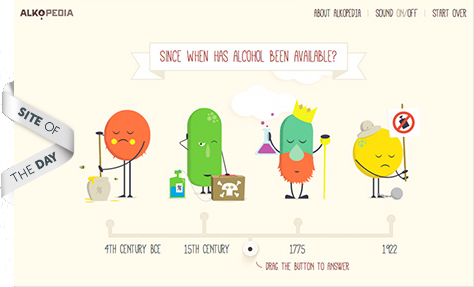 ALKOPEDIA
ABOUT ALKOPEDIA
SOUND ON/OFF
START OVER
SINCE WHEN HAS ALCOHOL BEEN AVAILABLE?
SITE OF
THE DAY
4TH CENTURY BCE
15TH CENTURY
1775
1922
DRAG THE BUTTON TO ANSWER